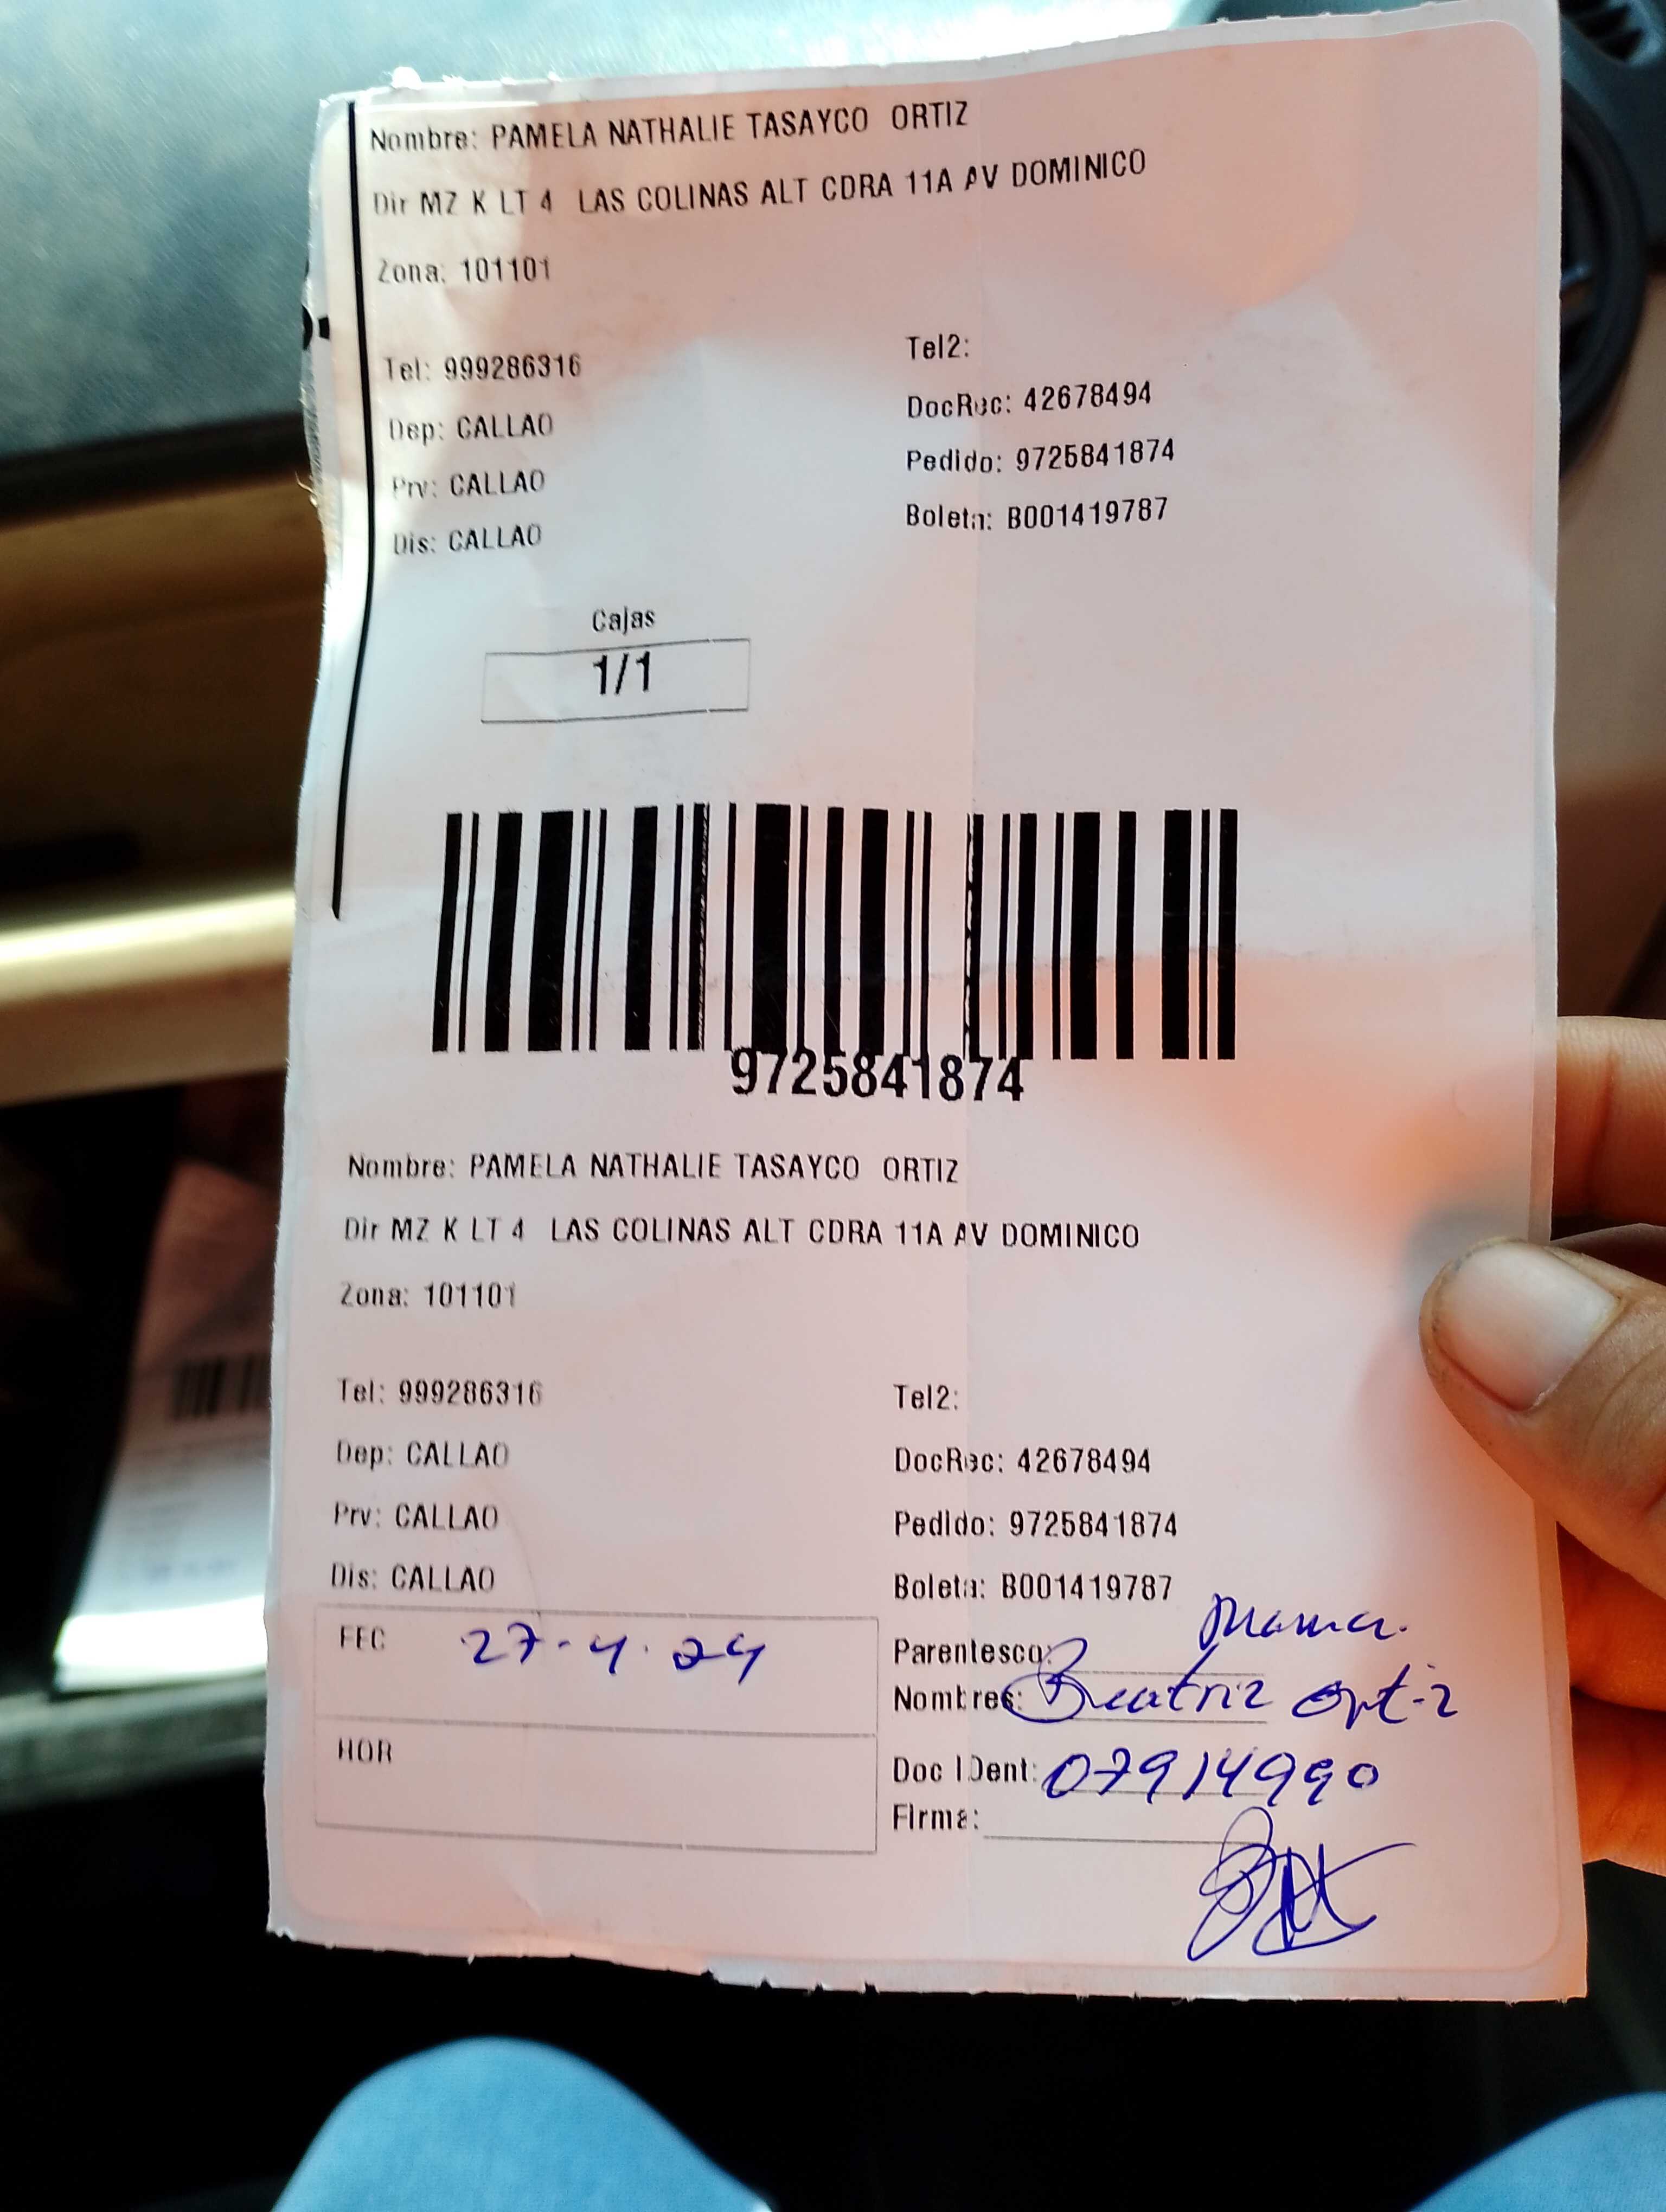 Nombre: PAMELA NATHALIE TASAYCO ORTIZ
Dir MZ K LT 4 LAS COLINAS ALT CDRA 11A AV DOMINICO
Zona: 101101
Tel: 999286316 Tel2:
Dep: CALLAO DocRec: 42678494
Prv: CALLAO Pedido: 9725841874
Dis: CALLAO Boleta: B001419787
Cajas
1/1
9725841874
Nombre: PAMELA NATHALIE TASAYCO ORTIZ
Dir MZ K LT 4 LAS COLINAS ALT CDRA 11A AV DOMINICO
Zona: 101101
Tel: 999286316 Tel2:
Dep: CALLAO DocRec: 42678494
Prv: CALLAO Pedido: 9725841874
Dis: CALLAO Boleta: B001419787
FEC 27-4-24
Parentesco: mama.
Nombres: Beatriz Ortiz
HOR
Doc IDent: 07914990
Firma: